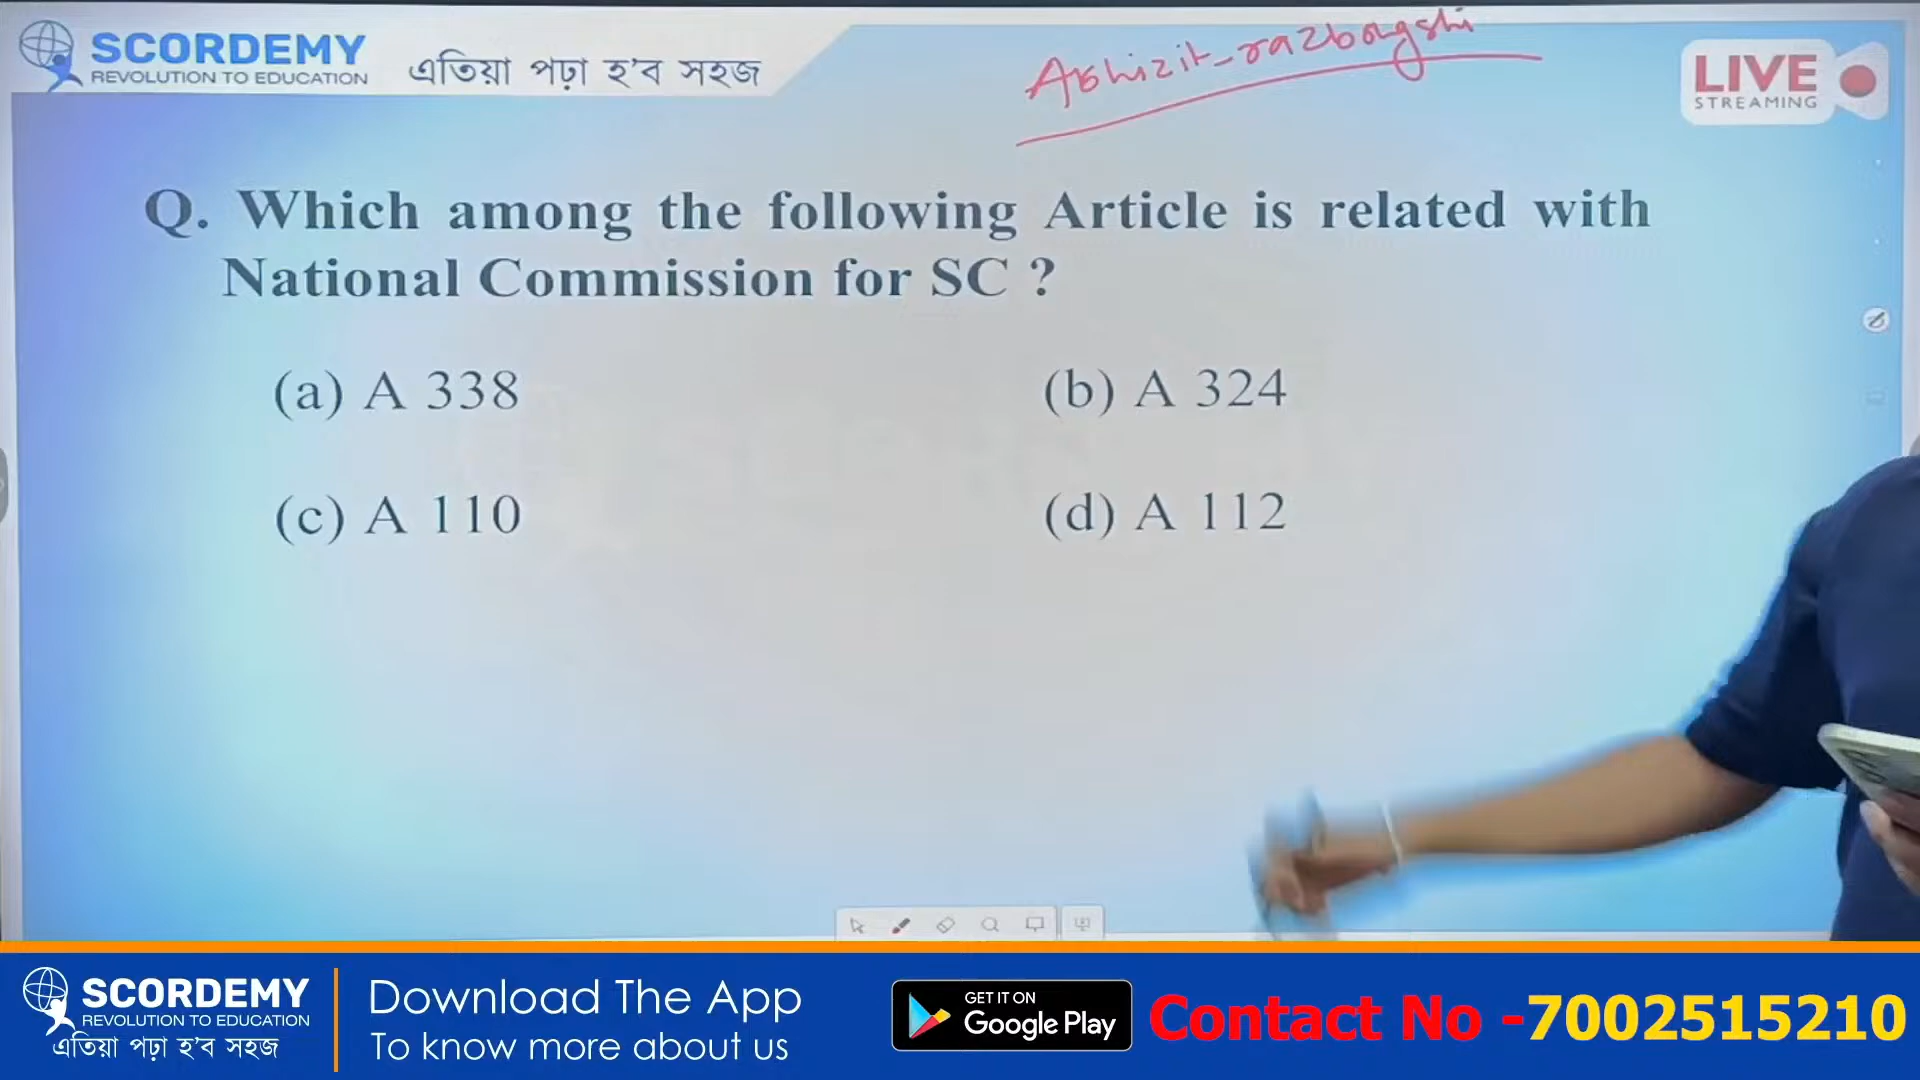 SCORDEMY
REVOLUTION TO EDUCATION
এতিয়া পঢ়া হ'ব সহজ
Abhizit-razbongshi
LIVE
STREAMING
Q. Which among the following Article is related with
National Commission for SC ?
(a) A 338
(b) A 324
(c) A 110
(d) A 112
SCORDEMY
REVOLUTION TO EDUCATION
এতিয়া পঢ়া হ'ব সহজ
Download The App
To know more about us
GET IT ON
Google Play
Contact No -7002515210